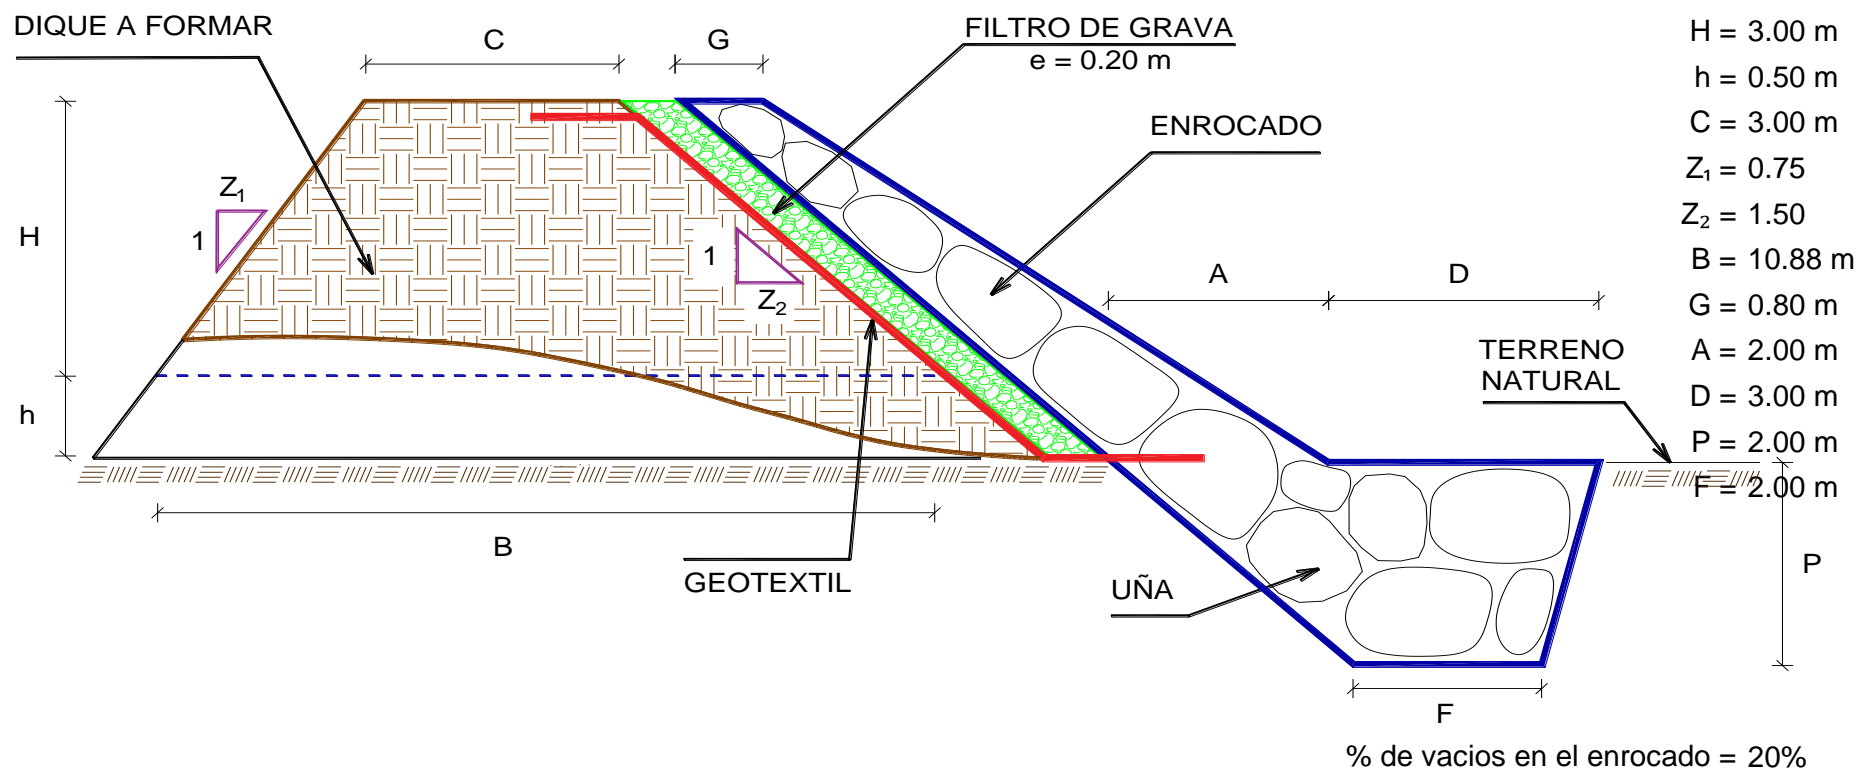 DIQUE A FORMAR
C
G
FILTRO DE GRAVA
e = 0.20 m
ENROCADO
H = 3.00 m
h = 0.50 m
C = 3.00 m
Z₁ = 0.75
Z₂ = 1.50
B = 10.88 m
G = 0.80 m
A = 2.00 m
D = 3.00 m
P = 2.00 m
F = 2.00 m
Z₁
1
H
1
Z₂
A
D
TERRENO
NATURAL
h
B
GEOTEXTIL
UÑA
P
F
% de vacios en el enrocado = 20%